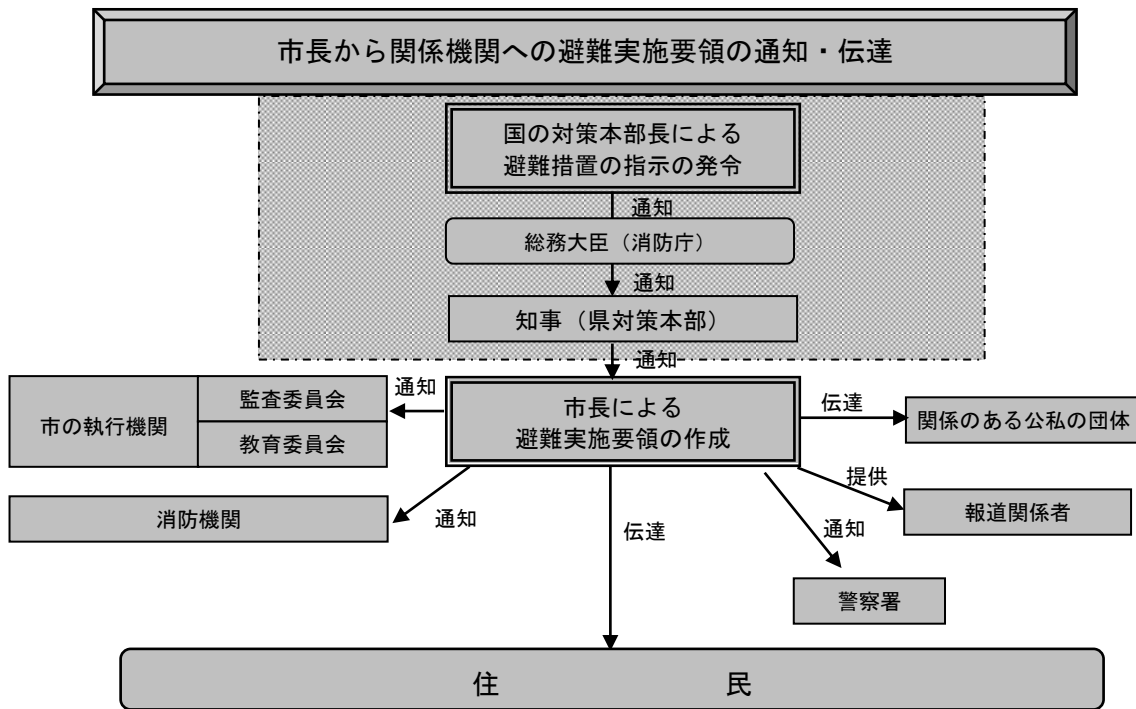 市長から関係機関への避難実施要領の通知・伝達
国の対策本部長による
避難措置の指示の発令
通知
総務大臣（消防庁）
通知
知事（県対策本部）
通知
市の執行機関
監査委員会
教育委員会
通知
市長による
避難実施要領の作成
伝達
関係のある公私の団体
提供
報道関係者
消防機関
通知
伝達
通知
警察署
住　　　　　民